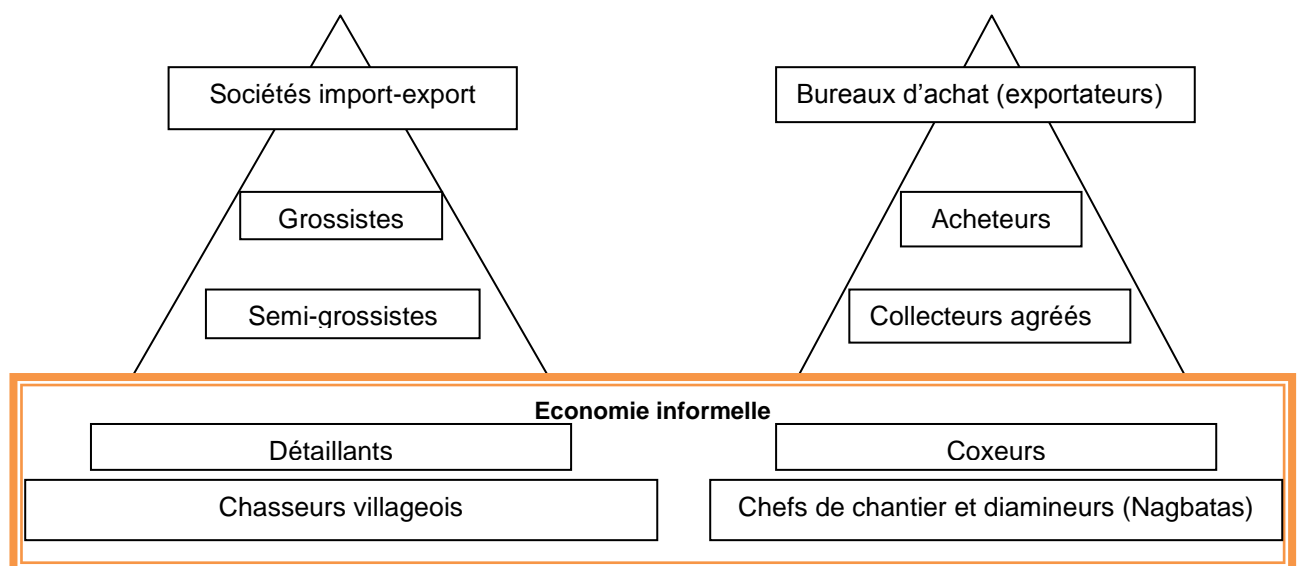 Sociétés import-export
Grossistes
Semi-grossistes
Bureaux d'achat (exportateurs)
Acheteurs
Collecteurs agréés
Economie informelle
Détaillants
Chasseurs villageois
Coxeurs
Chefs de chantier et diamineurs (Nagbatas)